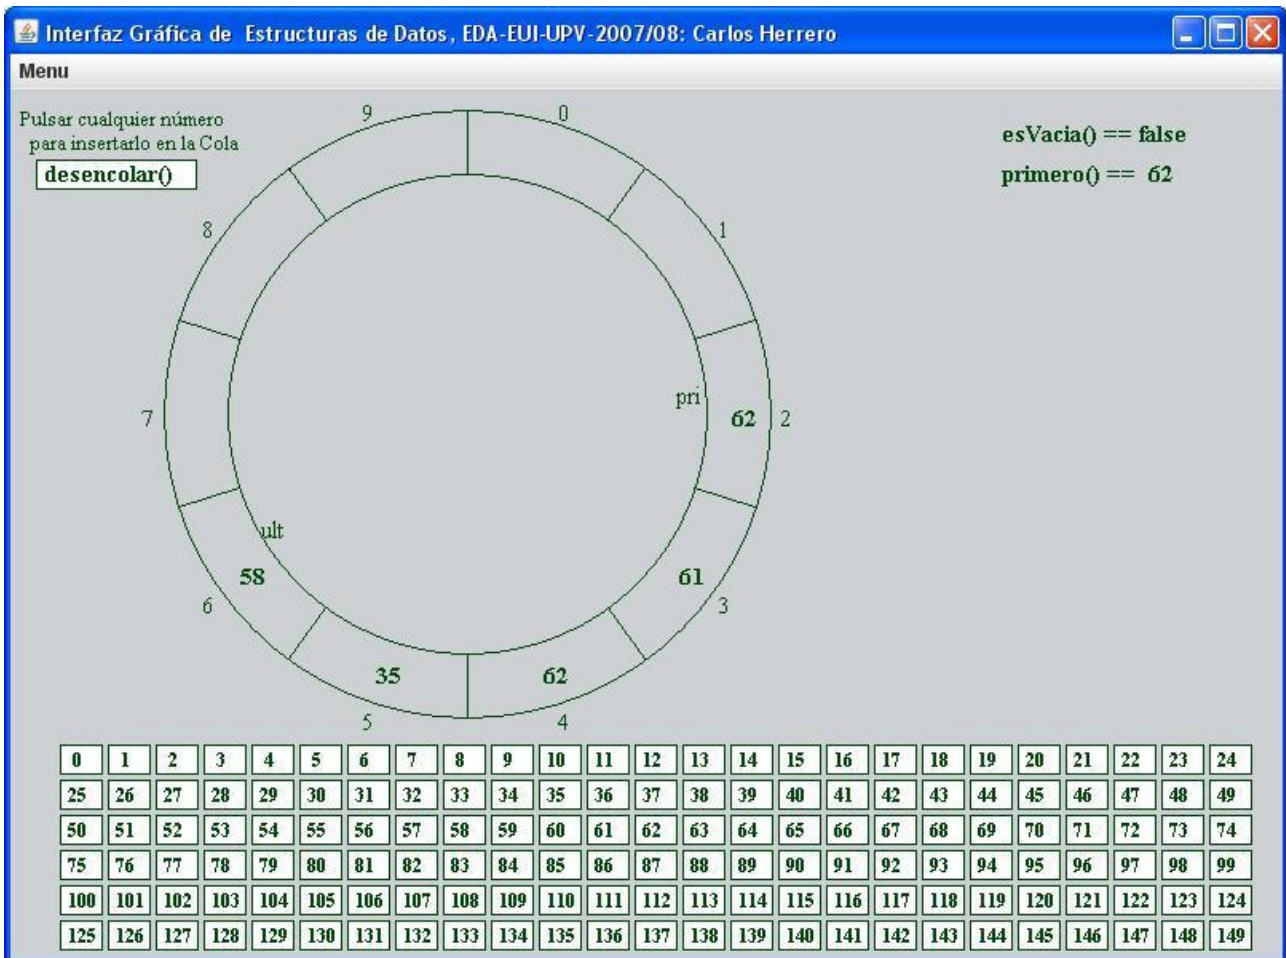 Interfaz Gráfica de Estructuras de Datos, EDA-EUI-UPV-2007/08: Carlos Herrero
Menu
Pulsar cualquier número
para insertarlo en la Cola
desencolar()
esVacia() == false
primero() == 62
9
0
8
1
pri
7
62
2
ult
58
61
6
3
35
62
5
4
0 1 2 3 4 5 6 7 8 9 10 11 12 13 14 15 16 17 18 19 20 21 22 23 24
25 26 27 28 29 30 31 32 33 34 35 36 37 38 39 40 41 42 43 44 45 46 47 48 49
50 51 52 53 54 55 56 57 58 59 60 61 62 63 64 65 66 67 68 69 70 71 72 73 74
75 76 77 78 79 80 81 82 83 84 85 86 87 88 89 90 91 92 93 94 95 96 97 98 99
100 101 102 103 104 105 106 107 108 109 110 111 112 113 114 115 116 117 118 119 120 121 122 123 124
125 126 127 128 129 130 131 132 133 134 135 136 137 138 139 140 141 142 143 144 145 146 147 148 149